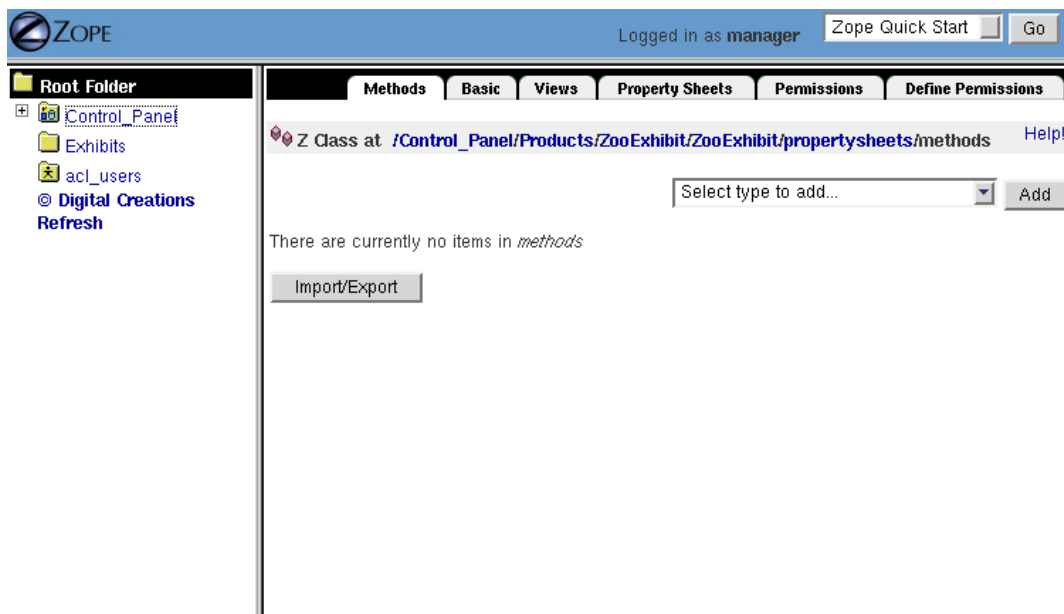 ZOPE
Logged in as manager
Zope Quick Start
Go
Root Folder
Control_Panel
Exhibits
acl_users
© Digital Creations
Refresh
Methods Basic Views Property Sheets Permissions Define Permissions
Z Class at /Control_Panel/Products/ZooExhibit/ZooExhibit/propertysheets/methods
Help!
Select type to add...
Add
There are currently no items in methods
Import/Export